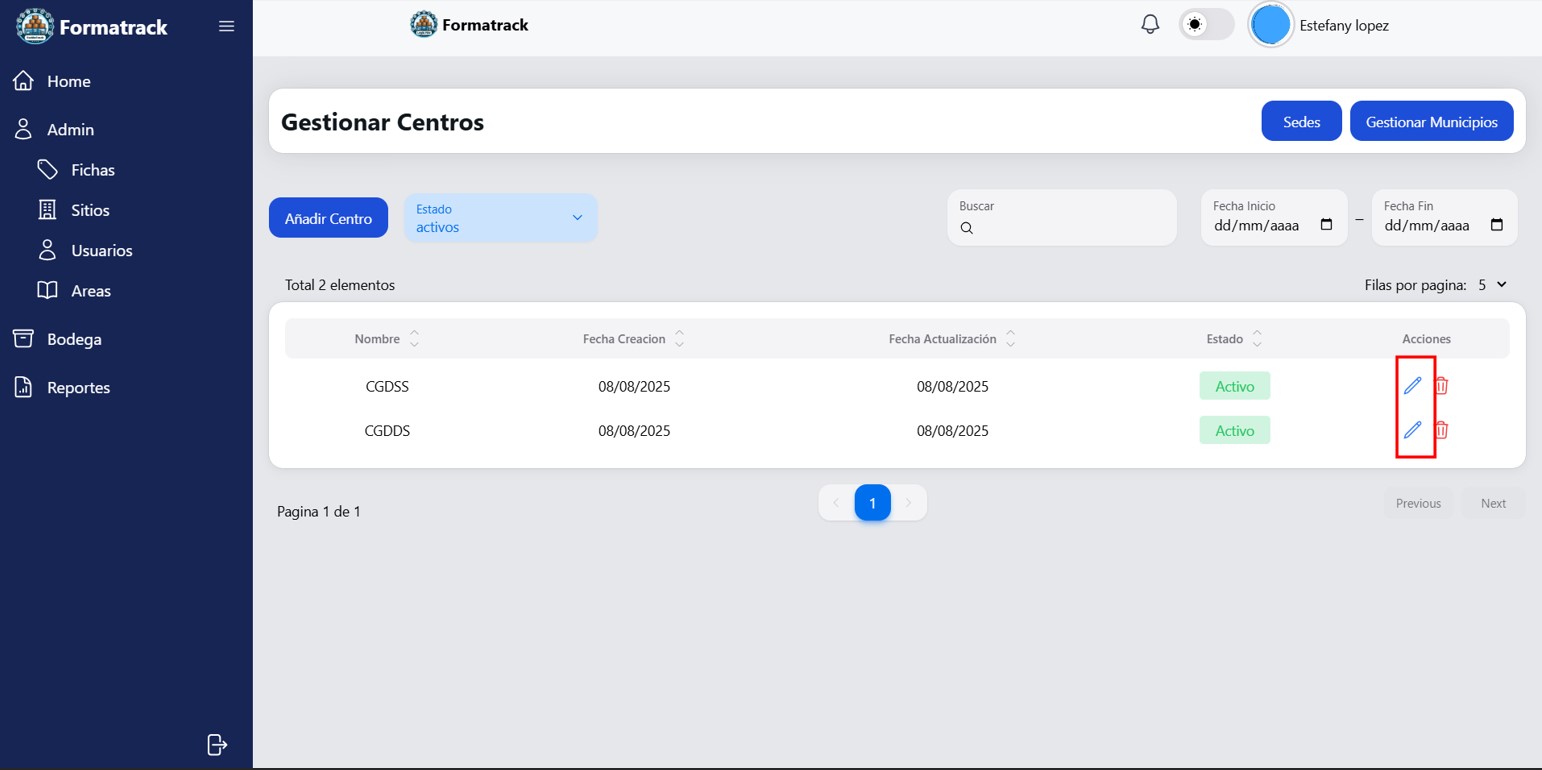 Formatrack
Formatrack
Estefany lopez
Home
Admin
Fichas
Sitios
Usuarios
Areas
Bodega
Reportes
Gestionar Centros
Sedes
Gestionar Municipios
Añadir Centro
Estado
activos
Buscar
Fecha Inicio
dd/mm/aaaa
–
Fecha Fin
dd/mm/aaaa
Total 2 elementos
Filas por pagina: 5
Nombre Fecha Creacion Fecha Actualización Estado Acciones
CGDSS 08/08/2025 08/08/2025 Activo
CGDDS 08/08/2025 08/08/2025 Activo
Pagina 1 de 1
1
Previous
Next